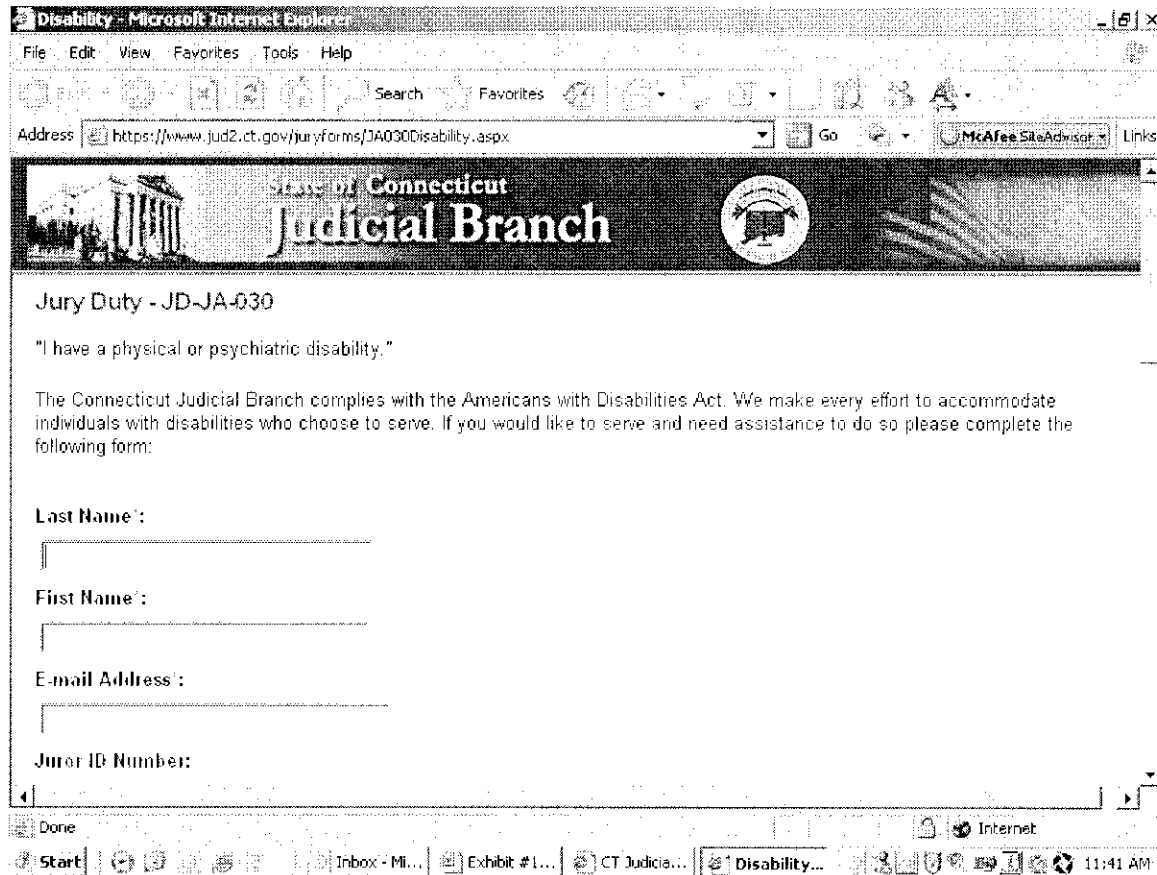 Disability - Microsoft Internet Explorer
File Edit View Favorites Tools Help
Search Favorites
Address https://www.jud2.ct.gov/juryforms/JA030Disability.aspx Go McAfee SiteAdvisor Links
State of Connecticut
Judicial Branch
Jury Duty - JD-JA-030
"I have a physical or psychiatric disability."
The Connecticut Judicial Branch complies with the Americans with Disabilities Act. We make every effort to accommodate
individuals with disabilities who choose to serve. If you would like to serve and need assistance to do so please complete the
following form:
Last Name*:
First Name*:
E-mail Address*:
Juror ID Number:
Done Internet
Start Inbox - Mi... Exhibit #1... CT Judicia... Disability... 11:41 AM